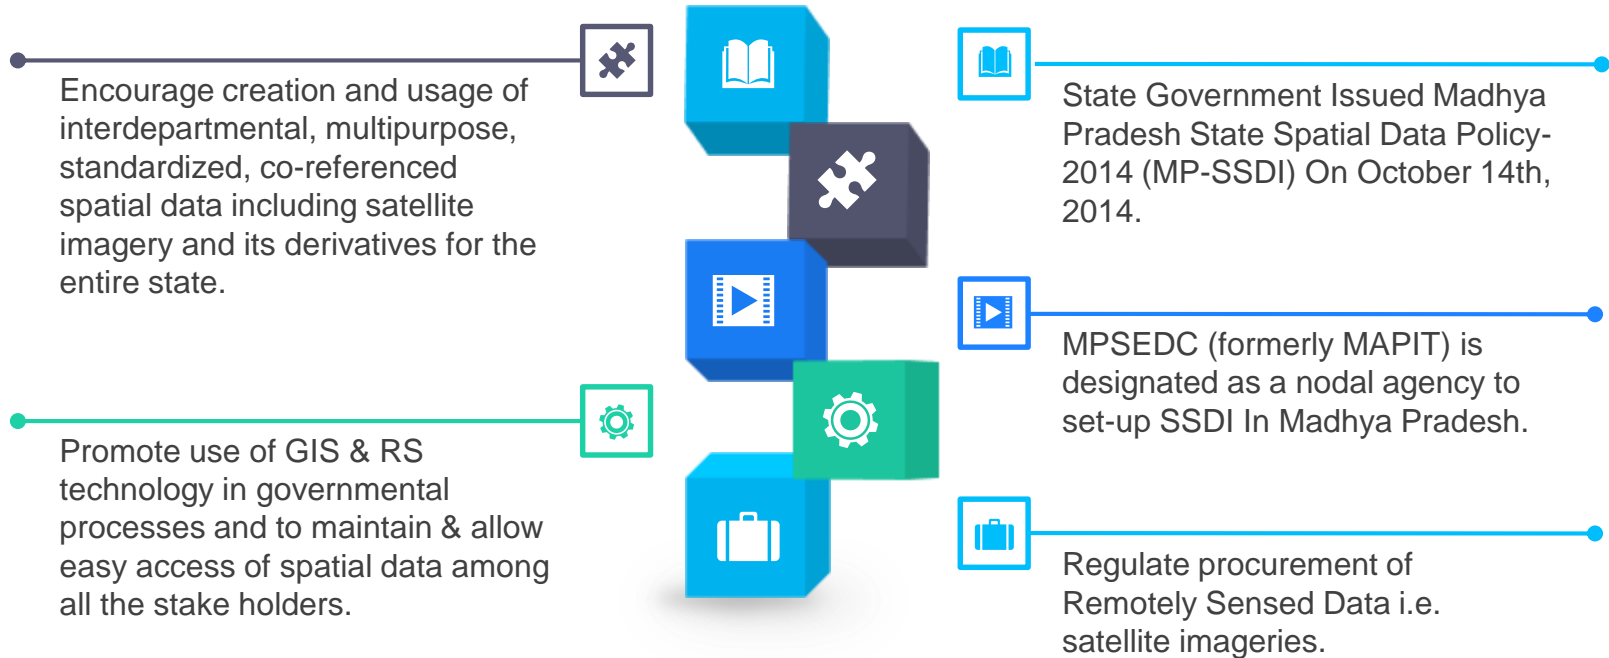 Encourage creation and usage of
interdepartmental, multipurpose,
standardized, co-referenced
spatial data including satellite
imagery and its derivatives for the
entire state.
Promote use of GIS & RS
technology in governmental
processes and to maintain & allow
easy access of spatial data among
all the stake holders.
State Government Issued Madhya
Pradesh State Spatial Data Policy-
2014 (MP-SSDI) On October 14th,
2014.
MPSEDC (formerly MAPIT) is
designated as a nodal agency to
set-up SSDI In Madhya Pradesh.
Regulate procurement of
Remotely Sensed Data i.e.
satellite imageries.